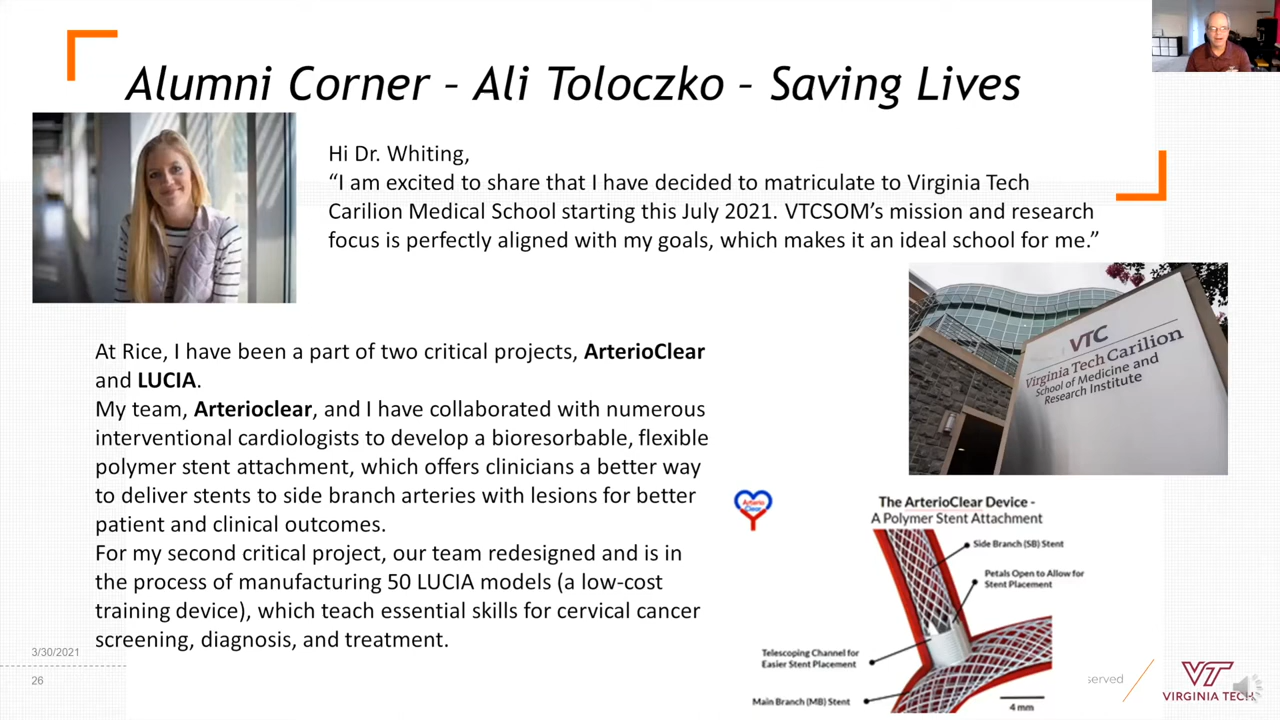 Alumni Corner – Ali Toloczko – Saving Lives
Hi Dr. Whiting,
“I am excited to share that I have decided to matriculate to Virginia Tech
Carilion Medical School starting this July 2021. VTCSOM’s mission and research
focus is perfectly aligned with my goals, which makes it an ideal school for me.”
VTC
Virginia Tech Carilion
School of Medicine and
Research Institute
At Rice, I have been a part of two critical projects, ArterioClear
and LUCIA.
My team, Arterioclear, and I have collaborated with numerous
interventional cardiologists to develop a bioresorbable, flexible
polymer stent attachment, which offers clinicians a better way
to deliver stents to side branch arteries with lesions for better
patient and clinical outcomes.
For my second critical project, our team redesigned and is in
the process of manufacturing 50 LUCIA models (a low-cost
training device), which teach essential skills for cervical cancer
screening, diagnosis, and treatment.
Arterio
Clear
The ArterioClear Device -
A Polymer Stent Attachment
Side Branch (SB) Stent
Petals Open to Allow for
Stent Placement
Telescoping Channel for
Easier Stent Placement
Main Branch (MB) Stent
4 mm
3/30/2021
26
served
VT
VIRGINIA TECH